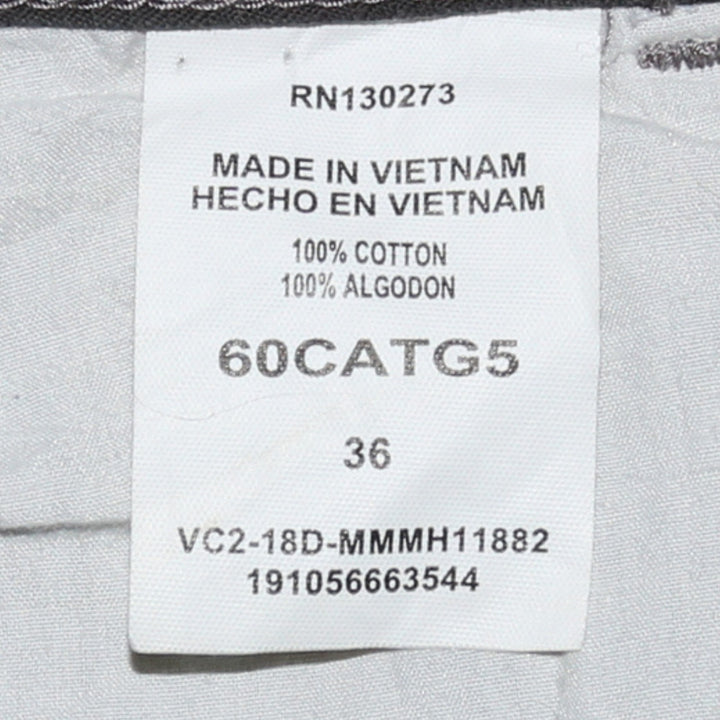 RN130273
MADE IN VIETNAM
HECHO EN VIETNAM
100% COTTON
100% ALGODON
60CATG5
36
VC2-18D-MMMH11882
191056663544